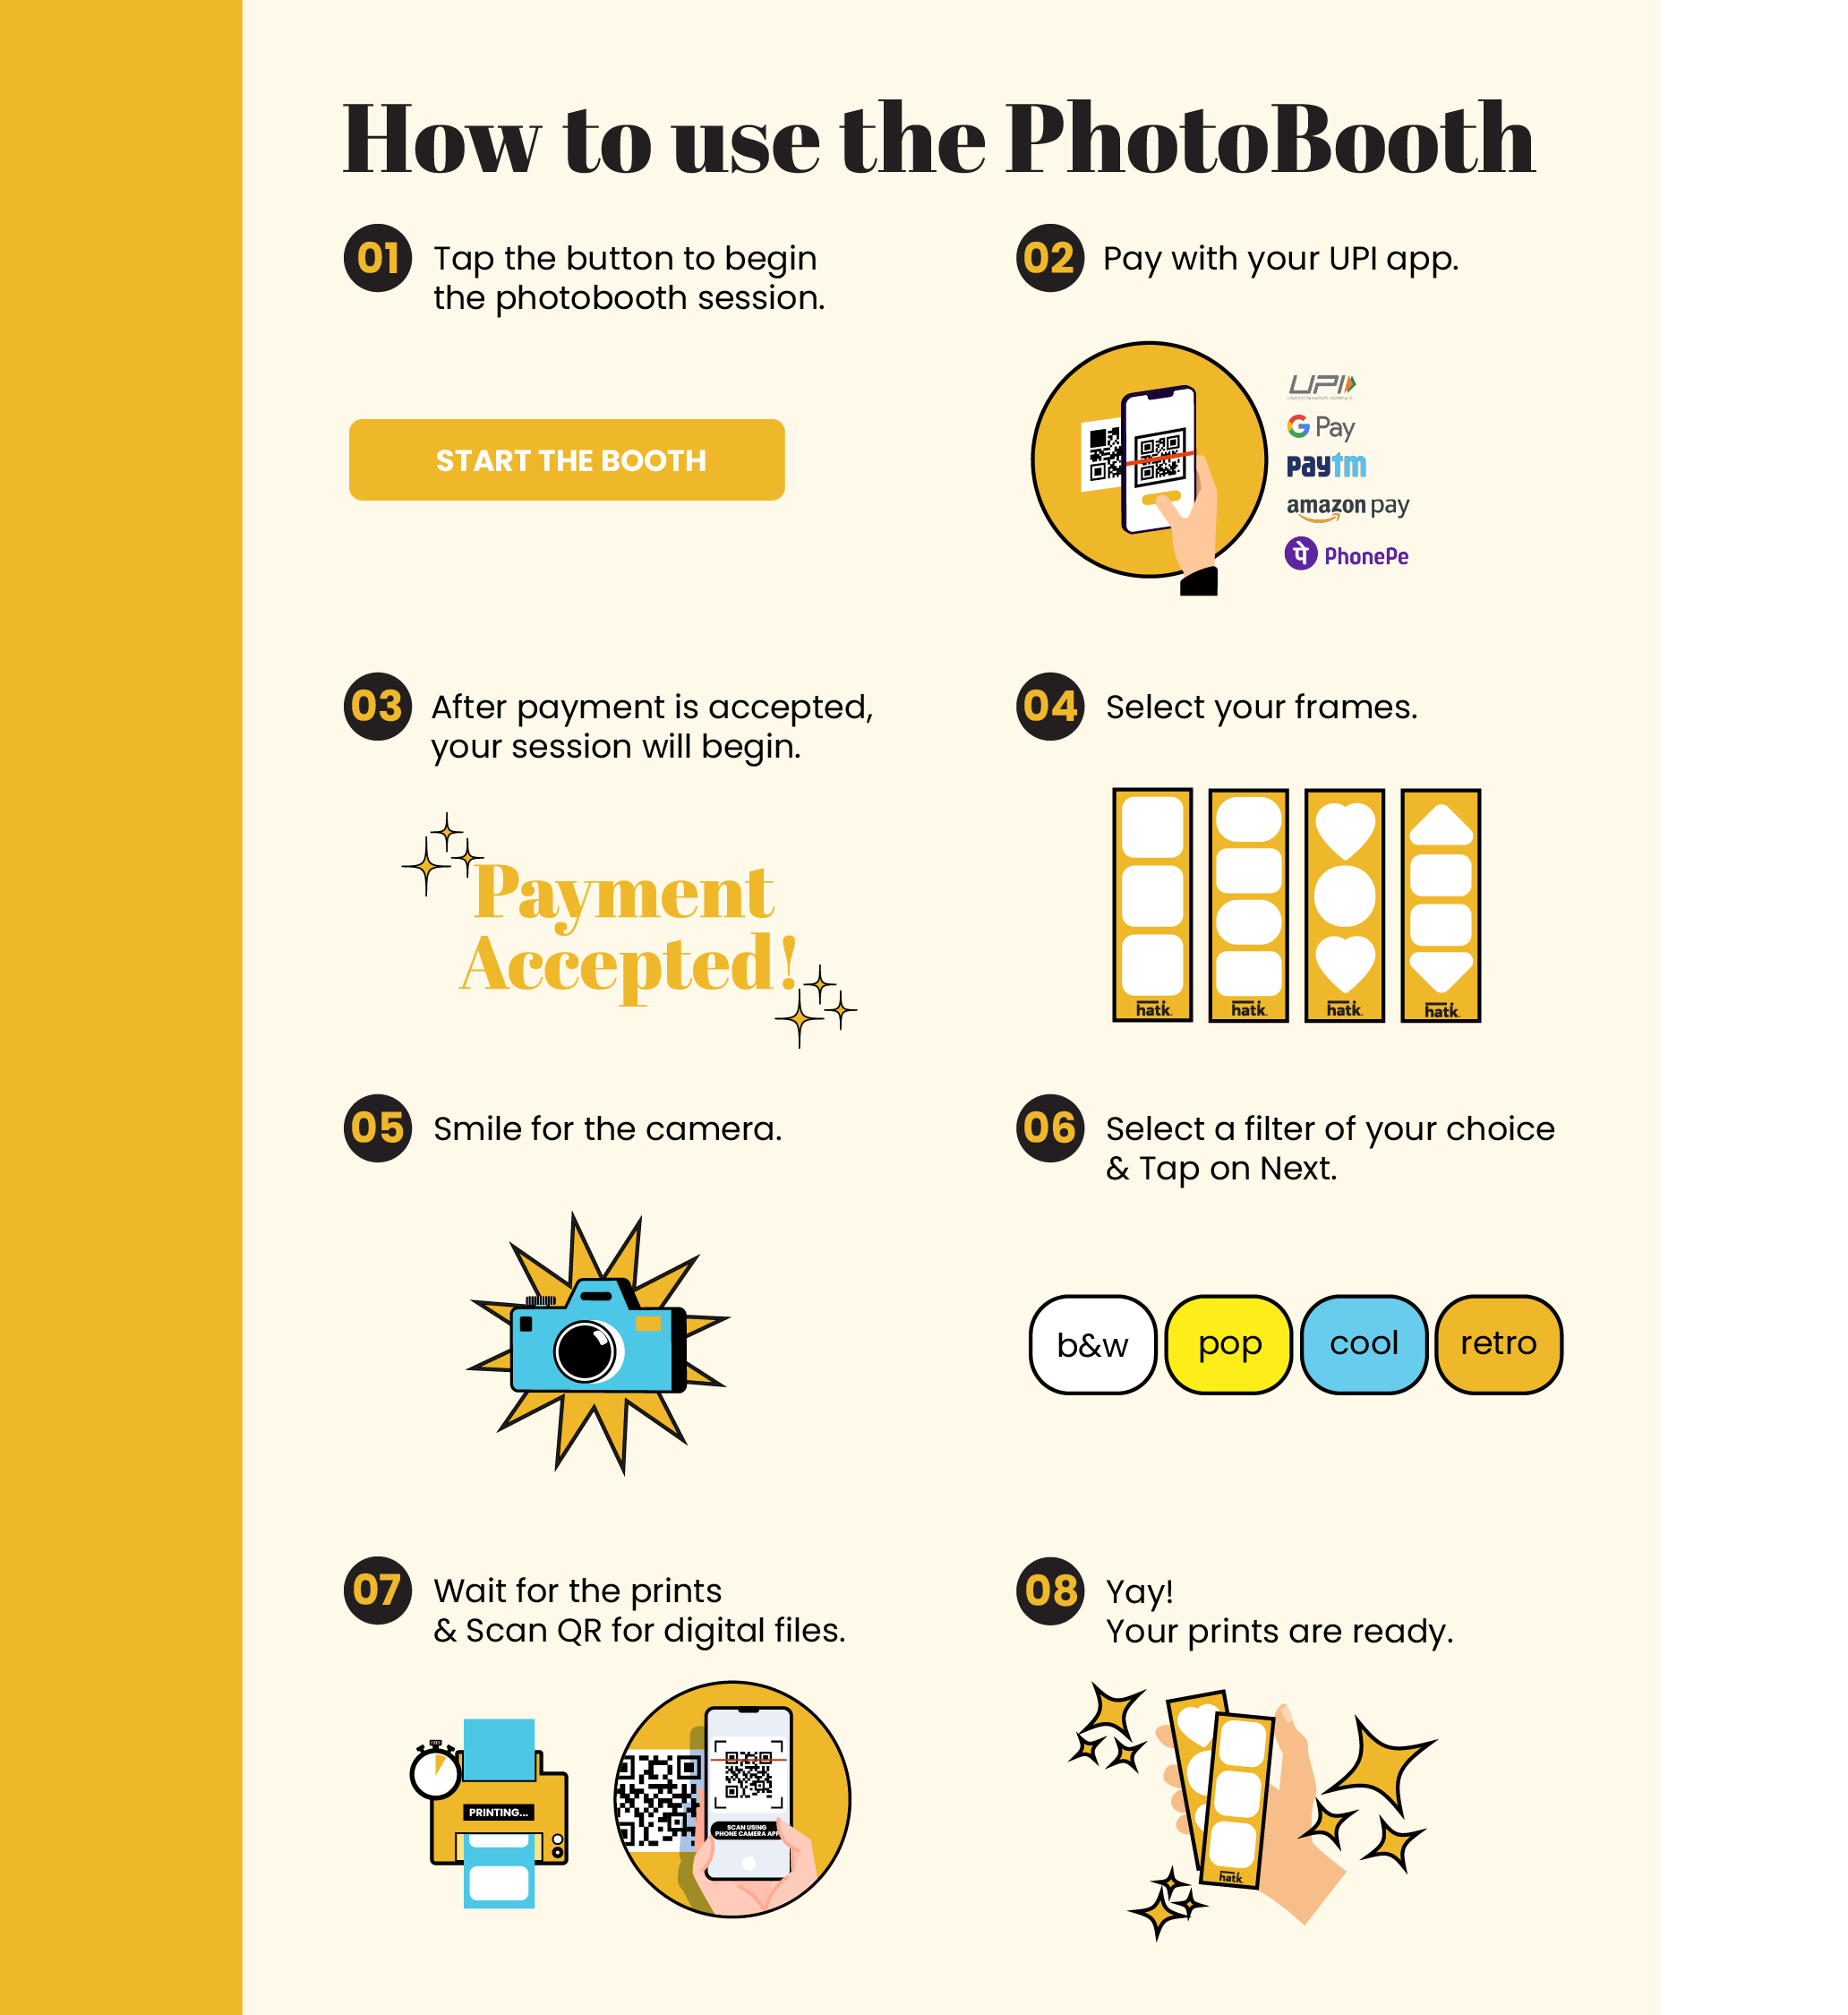 How to use the PhotoBooth
01
Tap the button to begin
the photobooth session.
START THE BOOTH
02
Pay with your UPI app.
UPI
UNIFIED PAYMENTS INTERFACE
G Pay
paytm
amazon pay
पे PhonePe
03
After payment is accepted,
your session will begin.
Payment
Accepted!
04
Select your frames.
hatk.
hatk.
hatk.
hatk.
05
Smile for the camera.
06
Select a filter of your choice
& Tap on Next.
b&w
pop
cool
retro
07
Wait for the prints
& Scan QR for digital files.
PRINTING...
SCAN USING
PHONE CAMERA APP
08
Yay!
Your prints are ready.
hatk.